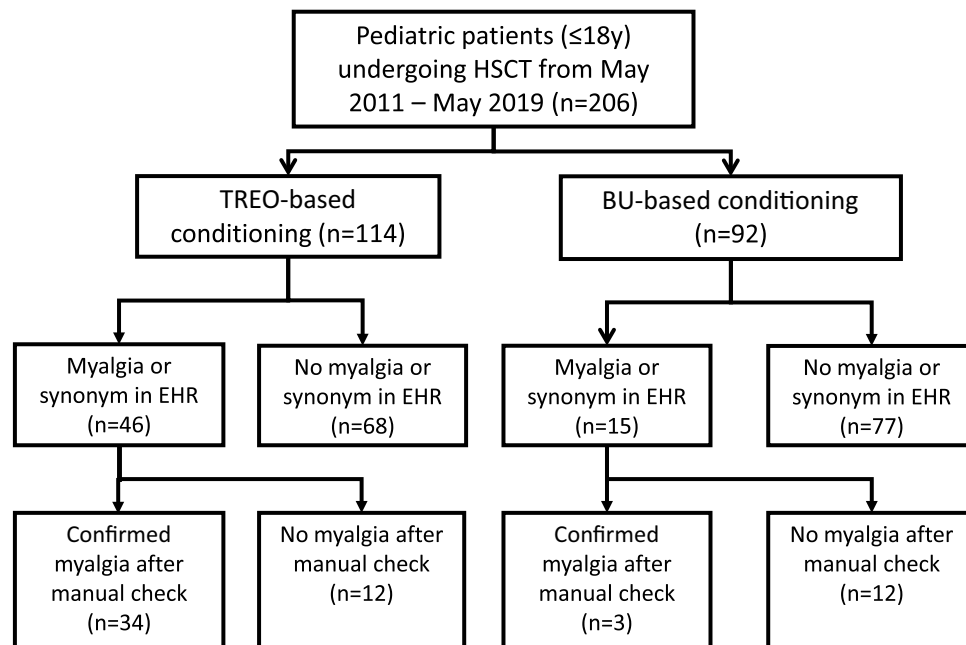 Pediatric patients (≤18y)
undergoing HSCT from May
2011 – May 2019 (n=206)
TREO-based
conditioning (n=114)
BU-based conditioning
(n=92)
Myalgia or
synonym in EHR
(n=46)
No myalgia or
synonym in EHR
(n=68)
Myalgia or
synonym in EHR
(n=15)
No myalgia or
synonym in EHR
(n=77)
Confirmed
myalgia after
manual check
(n=34)
No myalgia after
manual check
(n=12)
Confirmed
myalgia after
manual check
(n=3)
No myalgia after
manual check
(n=12)